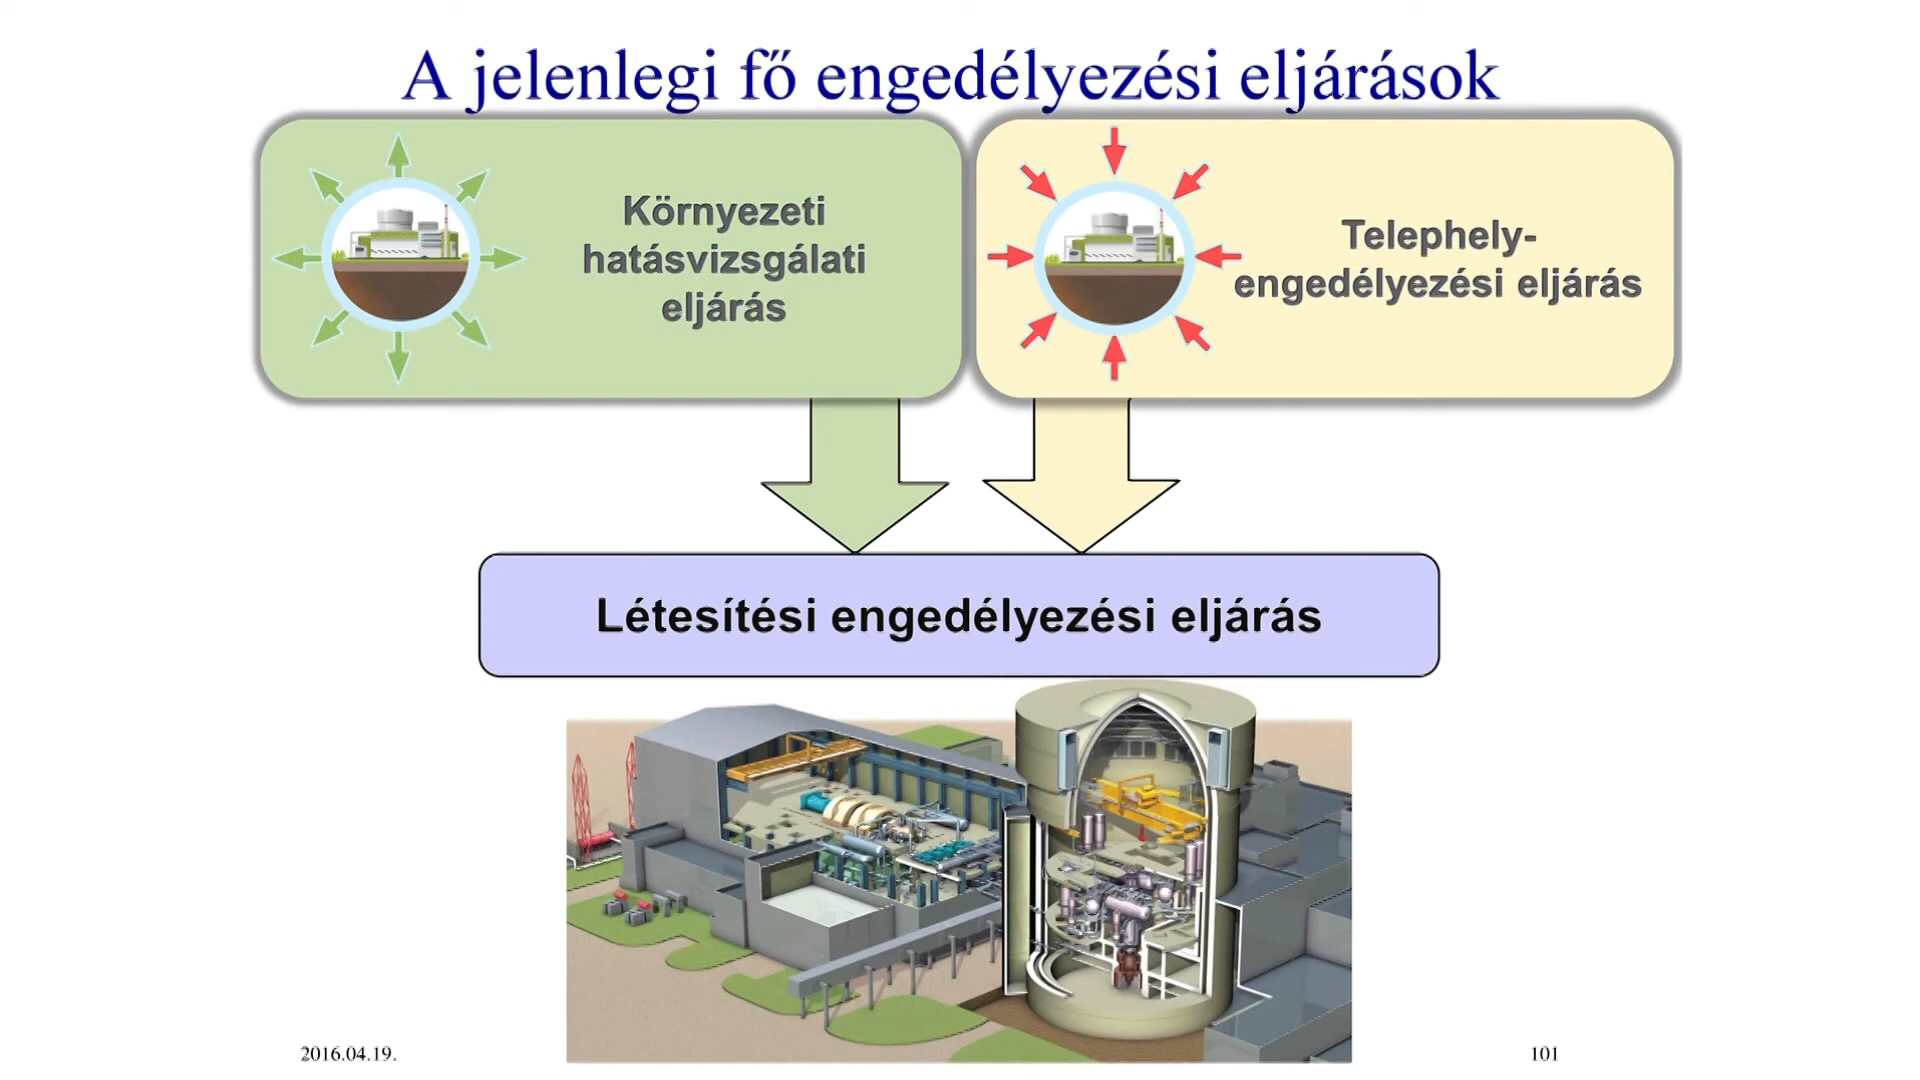 A jelenlegi fő engedélyezési eljárások
Környezeti
hatásvizsgálati
eljárás
Telephely-
engedélyezési eljárás
Létesítési engedélyezési eljárás
2016.04.19.
101